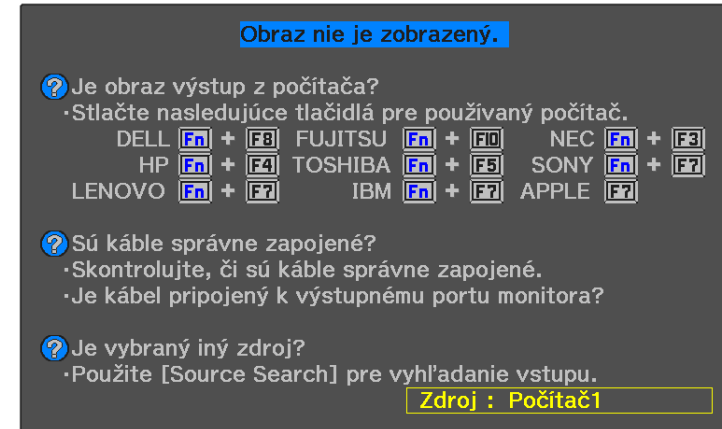 Obraz nie je zobrazený.
? Je obraz výstup z počítača?
·Stlačte nasledujúce tlačidlá pre používaný počítač.
DELL Fn + F8 FUJITSU Fn + F10 NEC Fn + F3
HP Fn + F4 TOSHIBA Fn + F5 SONY Fn + F7
LENOVO Fn + F7 IBM Fn + F7 APPLE F7
? Sú káble správne zapojené?
·Skontrolujte, či sú káble správne zapojené.
·Je kábel pripojený k výstupnému portu monitora?
? Je vybraný iný zdroj?
·Použite [Source Search] pre vyhľadanie vstupu.
Zdroj : Počítač1